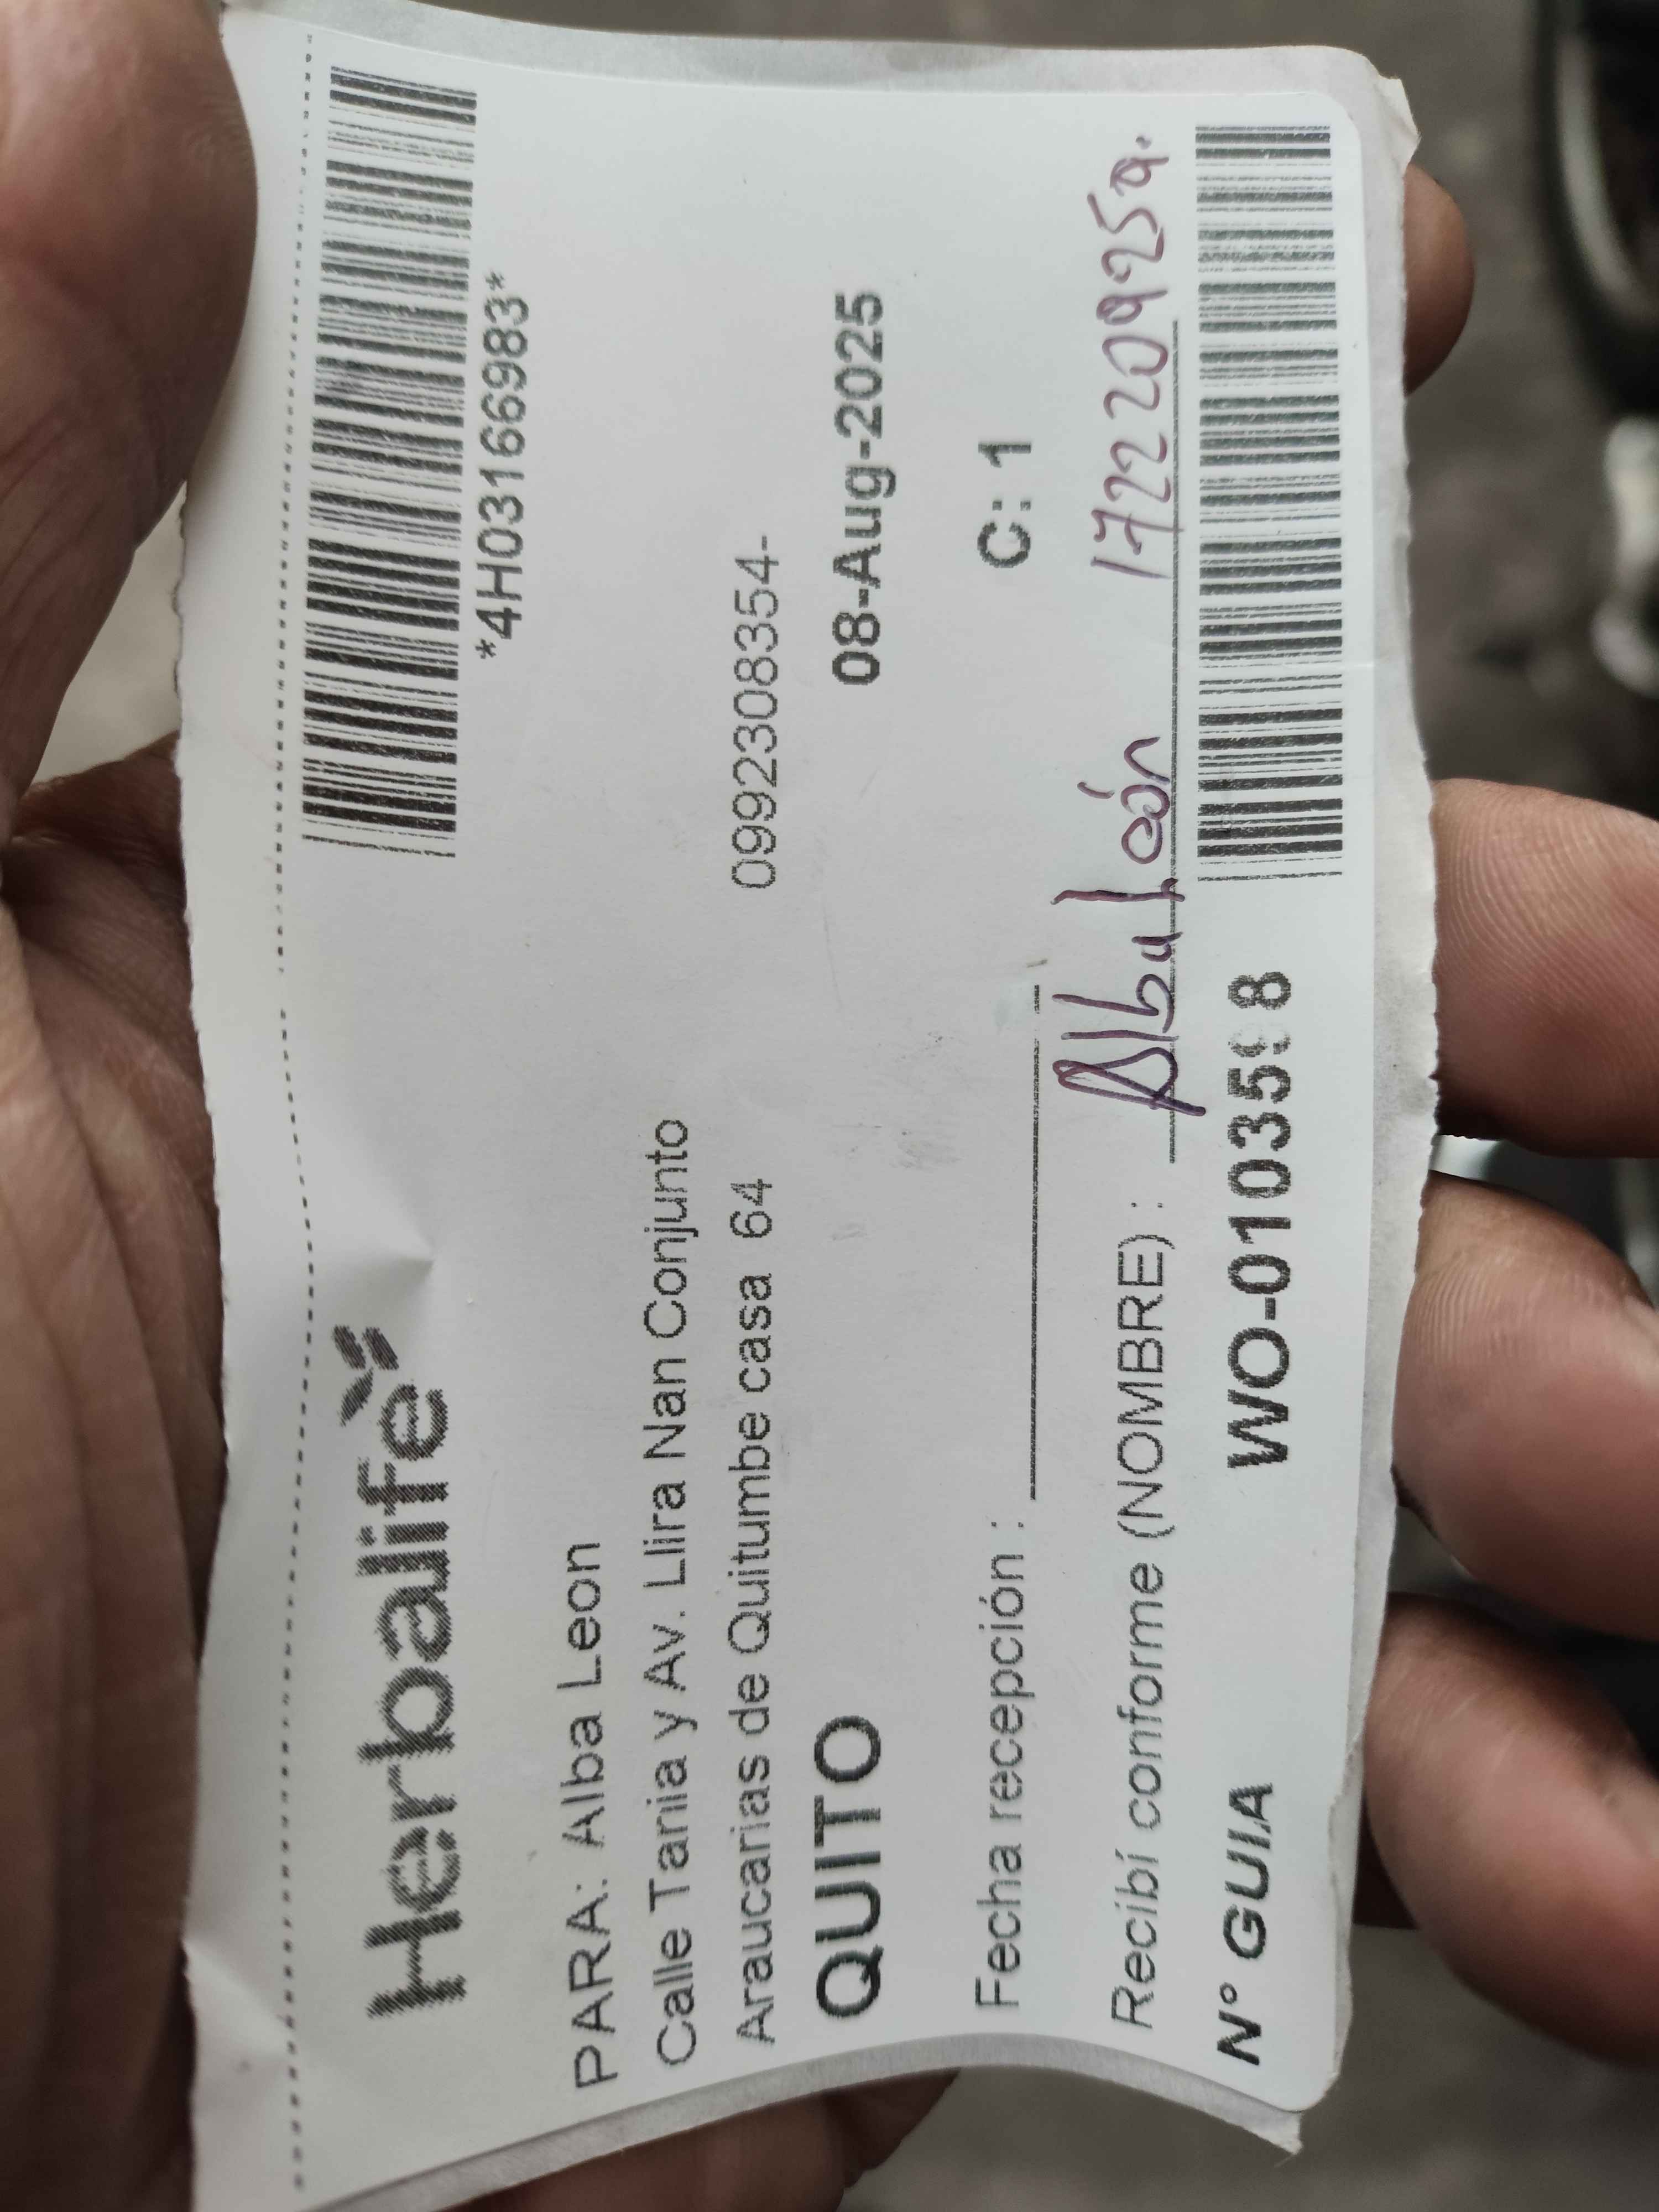 Herbalife
*4H03166983*
PARA: Alba Leon
Calle Tania y Av. Llira Nan Conjunto
Araucarias de Quitumbe casa 64
0992308354-
QUITO
08-Aug-2025
Fecha recepción :
C: 1
Recibí conforme (NOMBRE) : Alba León 1722209259.
N° GUIA